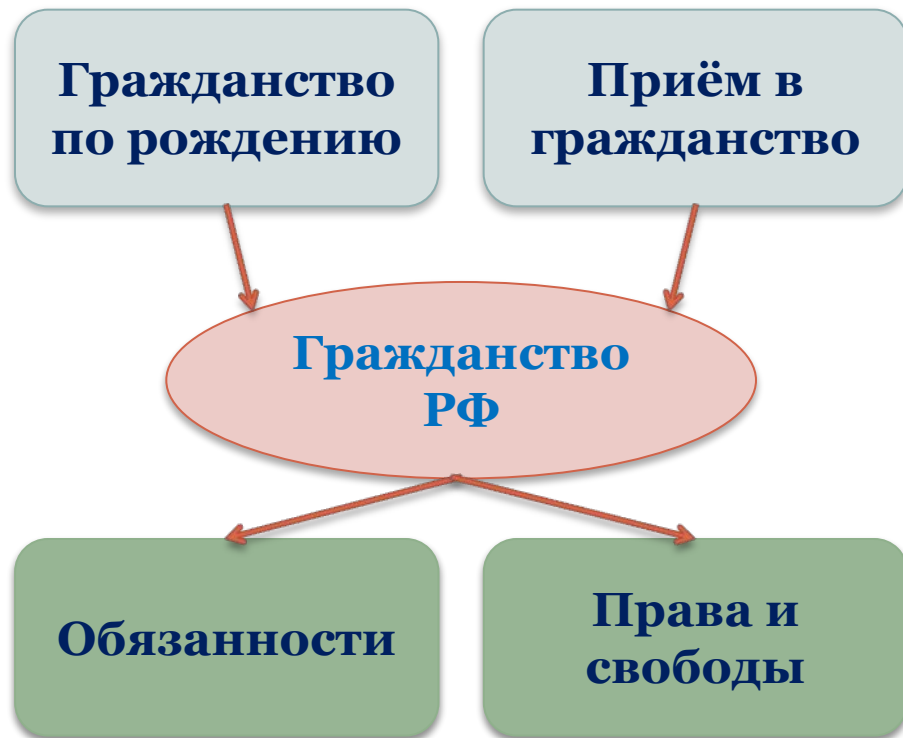 Гражданство
по рождению
Приём в
гражданство
Гражданство
РФ
Обязанности
Права и
свободы